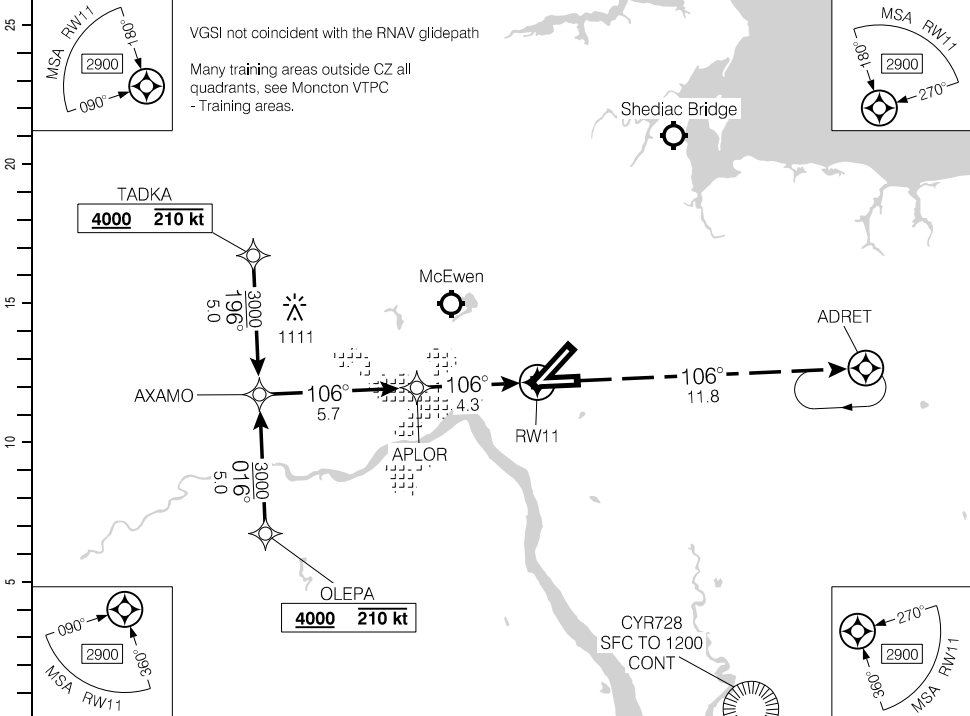 25
20
15
10
5
MSA RW11
180°
2900
090°
VGSI not coincident with the RNAV glidepath
Many training areas outside CZ all
quadrants, see Moncton VTPC
- Training areas.
MSA RW11
180°
2900
270°
Shediac Bridge
TADKA
4000 210 kt
McEwen
3000
196°
5.0
1111
ADRET
AXAMO
106°
5.7
106°
4.3
106°
11.8
RW11
APLOR
3000
016°
5.0
OLEPA
4000 210 kt
090°
2900
360°
MSA RW11
CYR728
SFC TO 1200
CONT
270°
2900
360°
MSA RW11